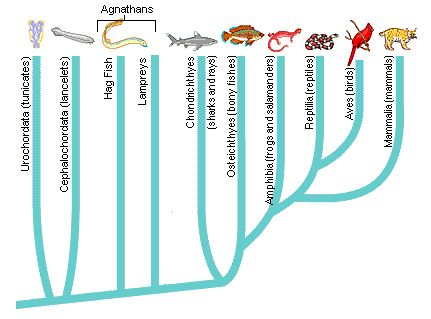 Agnathans
Urochordata (tunicates)
Cephalochordata (lancelets)
Hag Fish
Lampreys
Chondrichthyes
(sharks and rays)
Osteichthyes (bony fishes)
Amphibia (frogs and salamanders)
Reptilia (reptiles)
Aves (birds)
Mammalia (mammals)